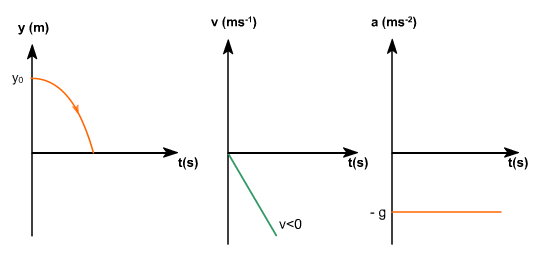 y (m)
y₀
t(s)
v (ms⁻¹)
t(s)
v<0
a (ms⁻²)
t(s)
- g